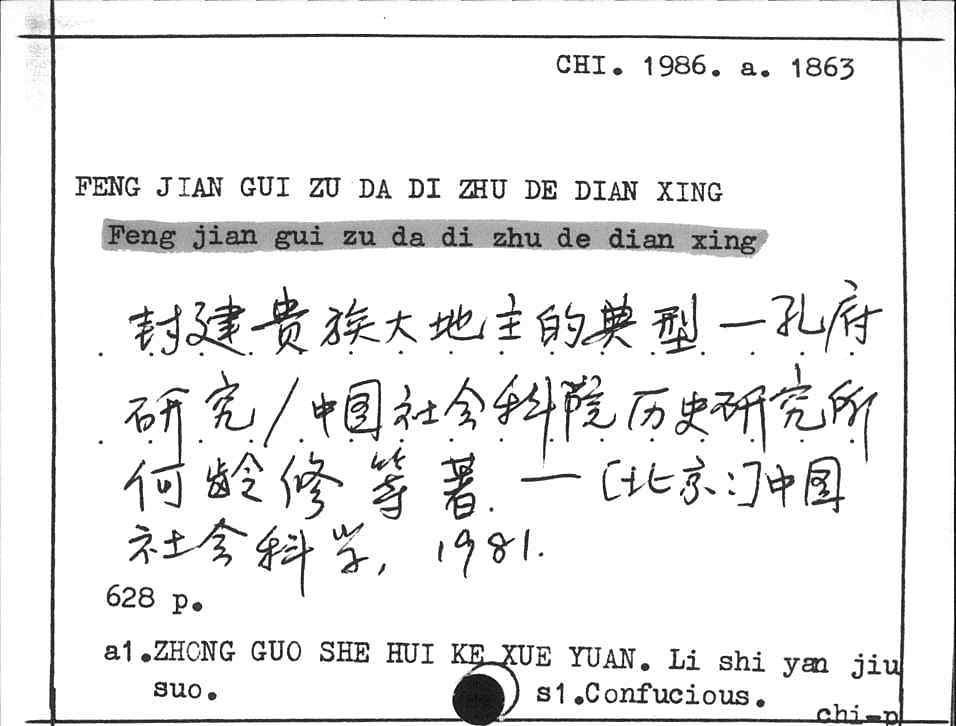 CHI. 1986. a. 1863
FENG JIAN GUI ZU DA DI ZHU DE DIAN XING
Feng jian gui zu da di zhu de dian xing
封建贵族大地主的典型—孔府
研究/中国社会科学院历史研究所
何龄修等著.—[北京:]中国
社会科学, 1981.
628 p.
a1.ZHONG GUO SHE HUI KE XUE YUAN. Li shi yan jiu
suo.
s1.Confucious.
chi-p